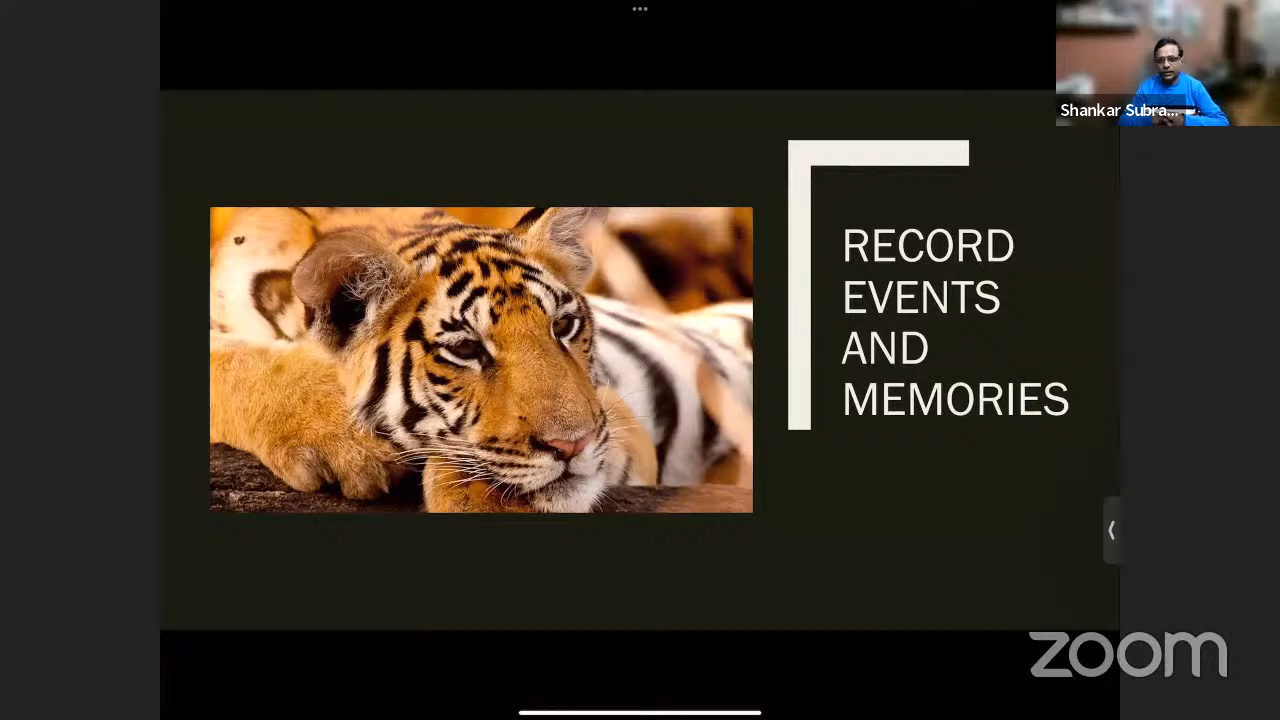 Shankar Subra...
RECORD
EVENTS
AND
MEMORIES
zoom